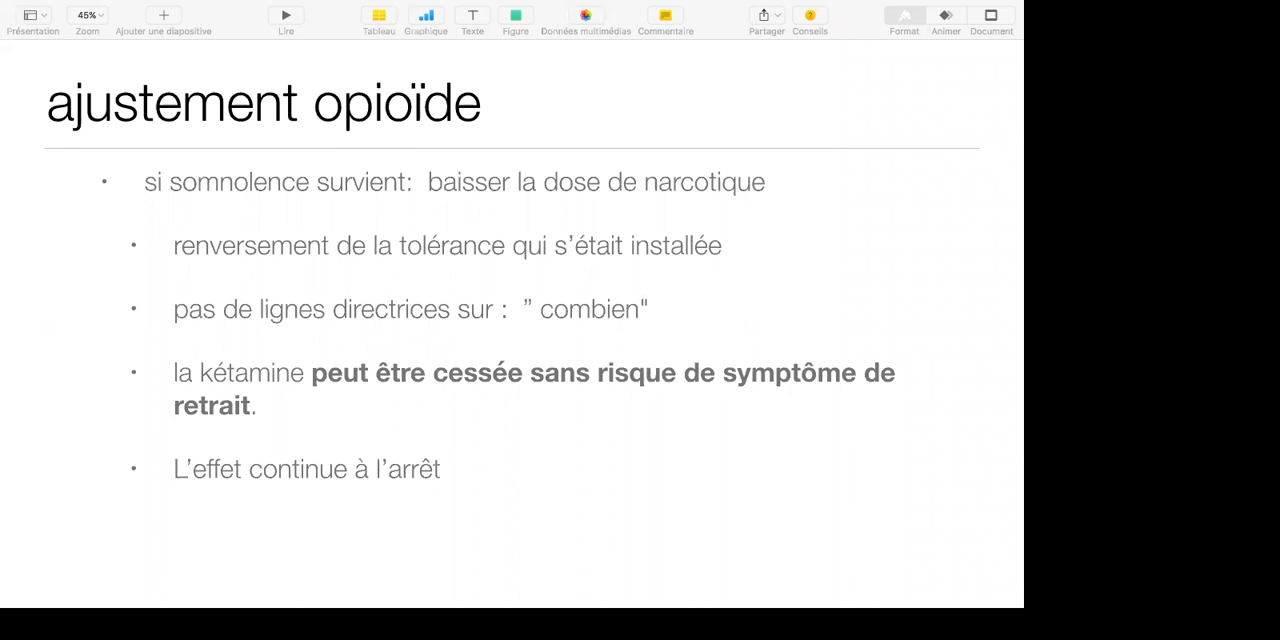 45%
Présentation Zoom Ajouter une diapositive Lire Tableau Graphique Texte Figure Données multimédias Commentaire Partager Conseils Format Animer Document
ajustement opioïde
• si somnolence survient: baisser la dose de narcotique
• renversement de la tolérance qui s’était installée
• pas de lignes directrices sur : ” combien"
• la kétamine peut être cessée sans risque de symptôme de
retrait.
• L’effet continue à l’arrêt